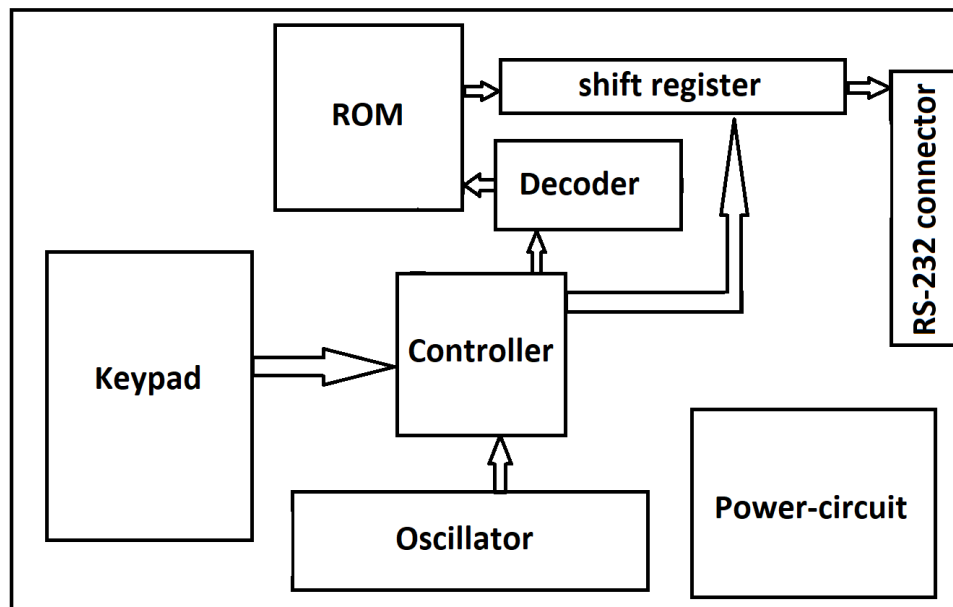 ROM
shift register
RS-232 connector
Decoder
Controller
Keypad
Power-circuit
Oscillator